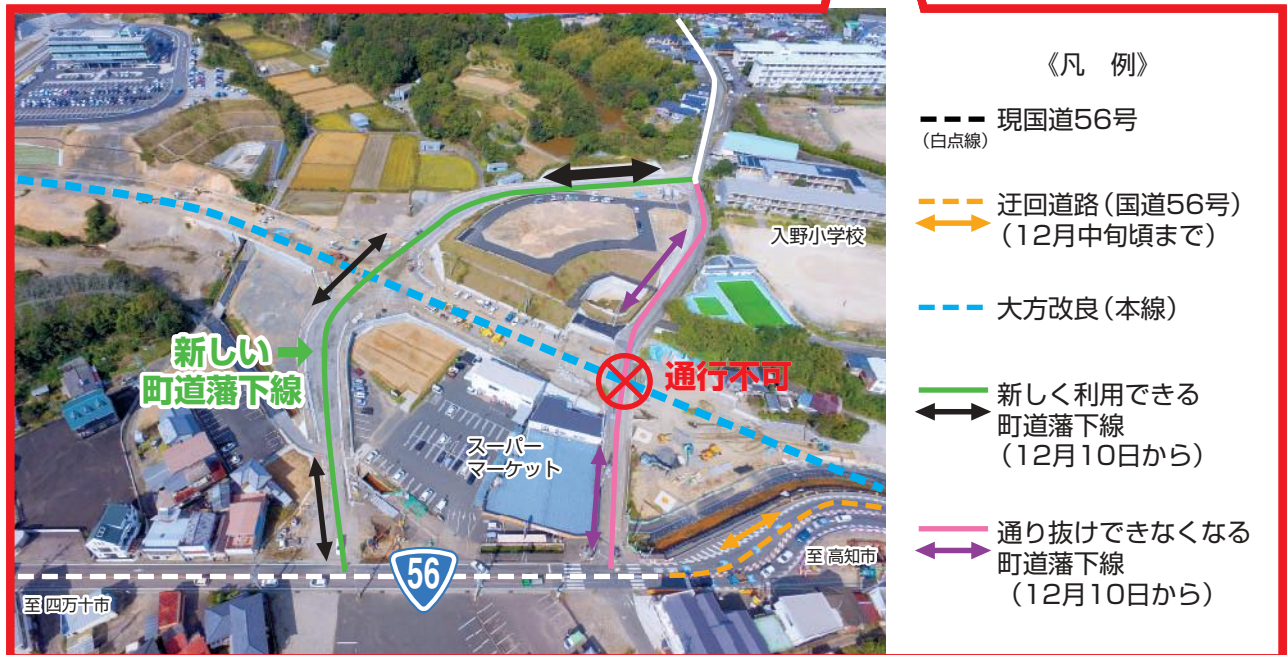 入野小学校
通行不可
新しい
町道藩下線
スーパー
マーケット
56
至 高知市
至 四万十市
《凡　例》
現国道56号
(白点線)
迂回道路(国道56号)
(12月中旬頃まで)
大方改良(本線)
新しく利用できる
町道藩下線
(12月10日から)
通り抜けできなくなる
町道藩下線
(12月10日から)